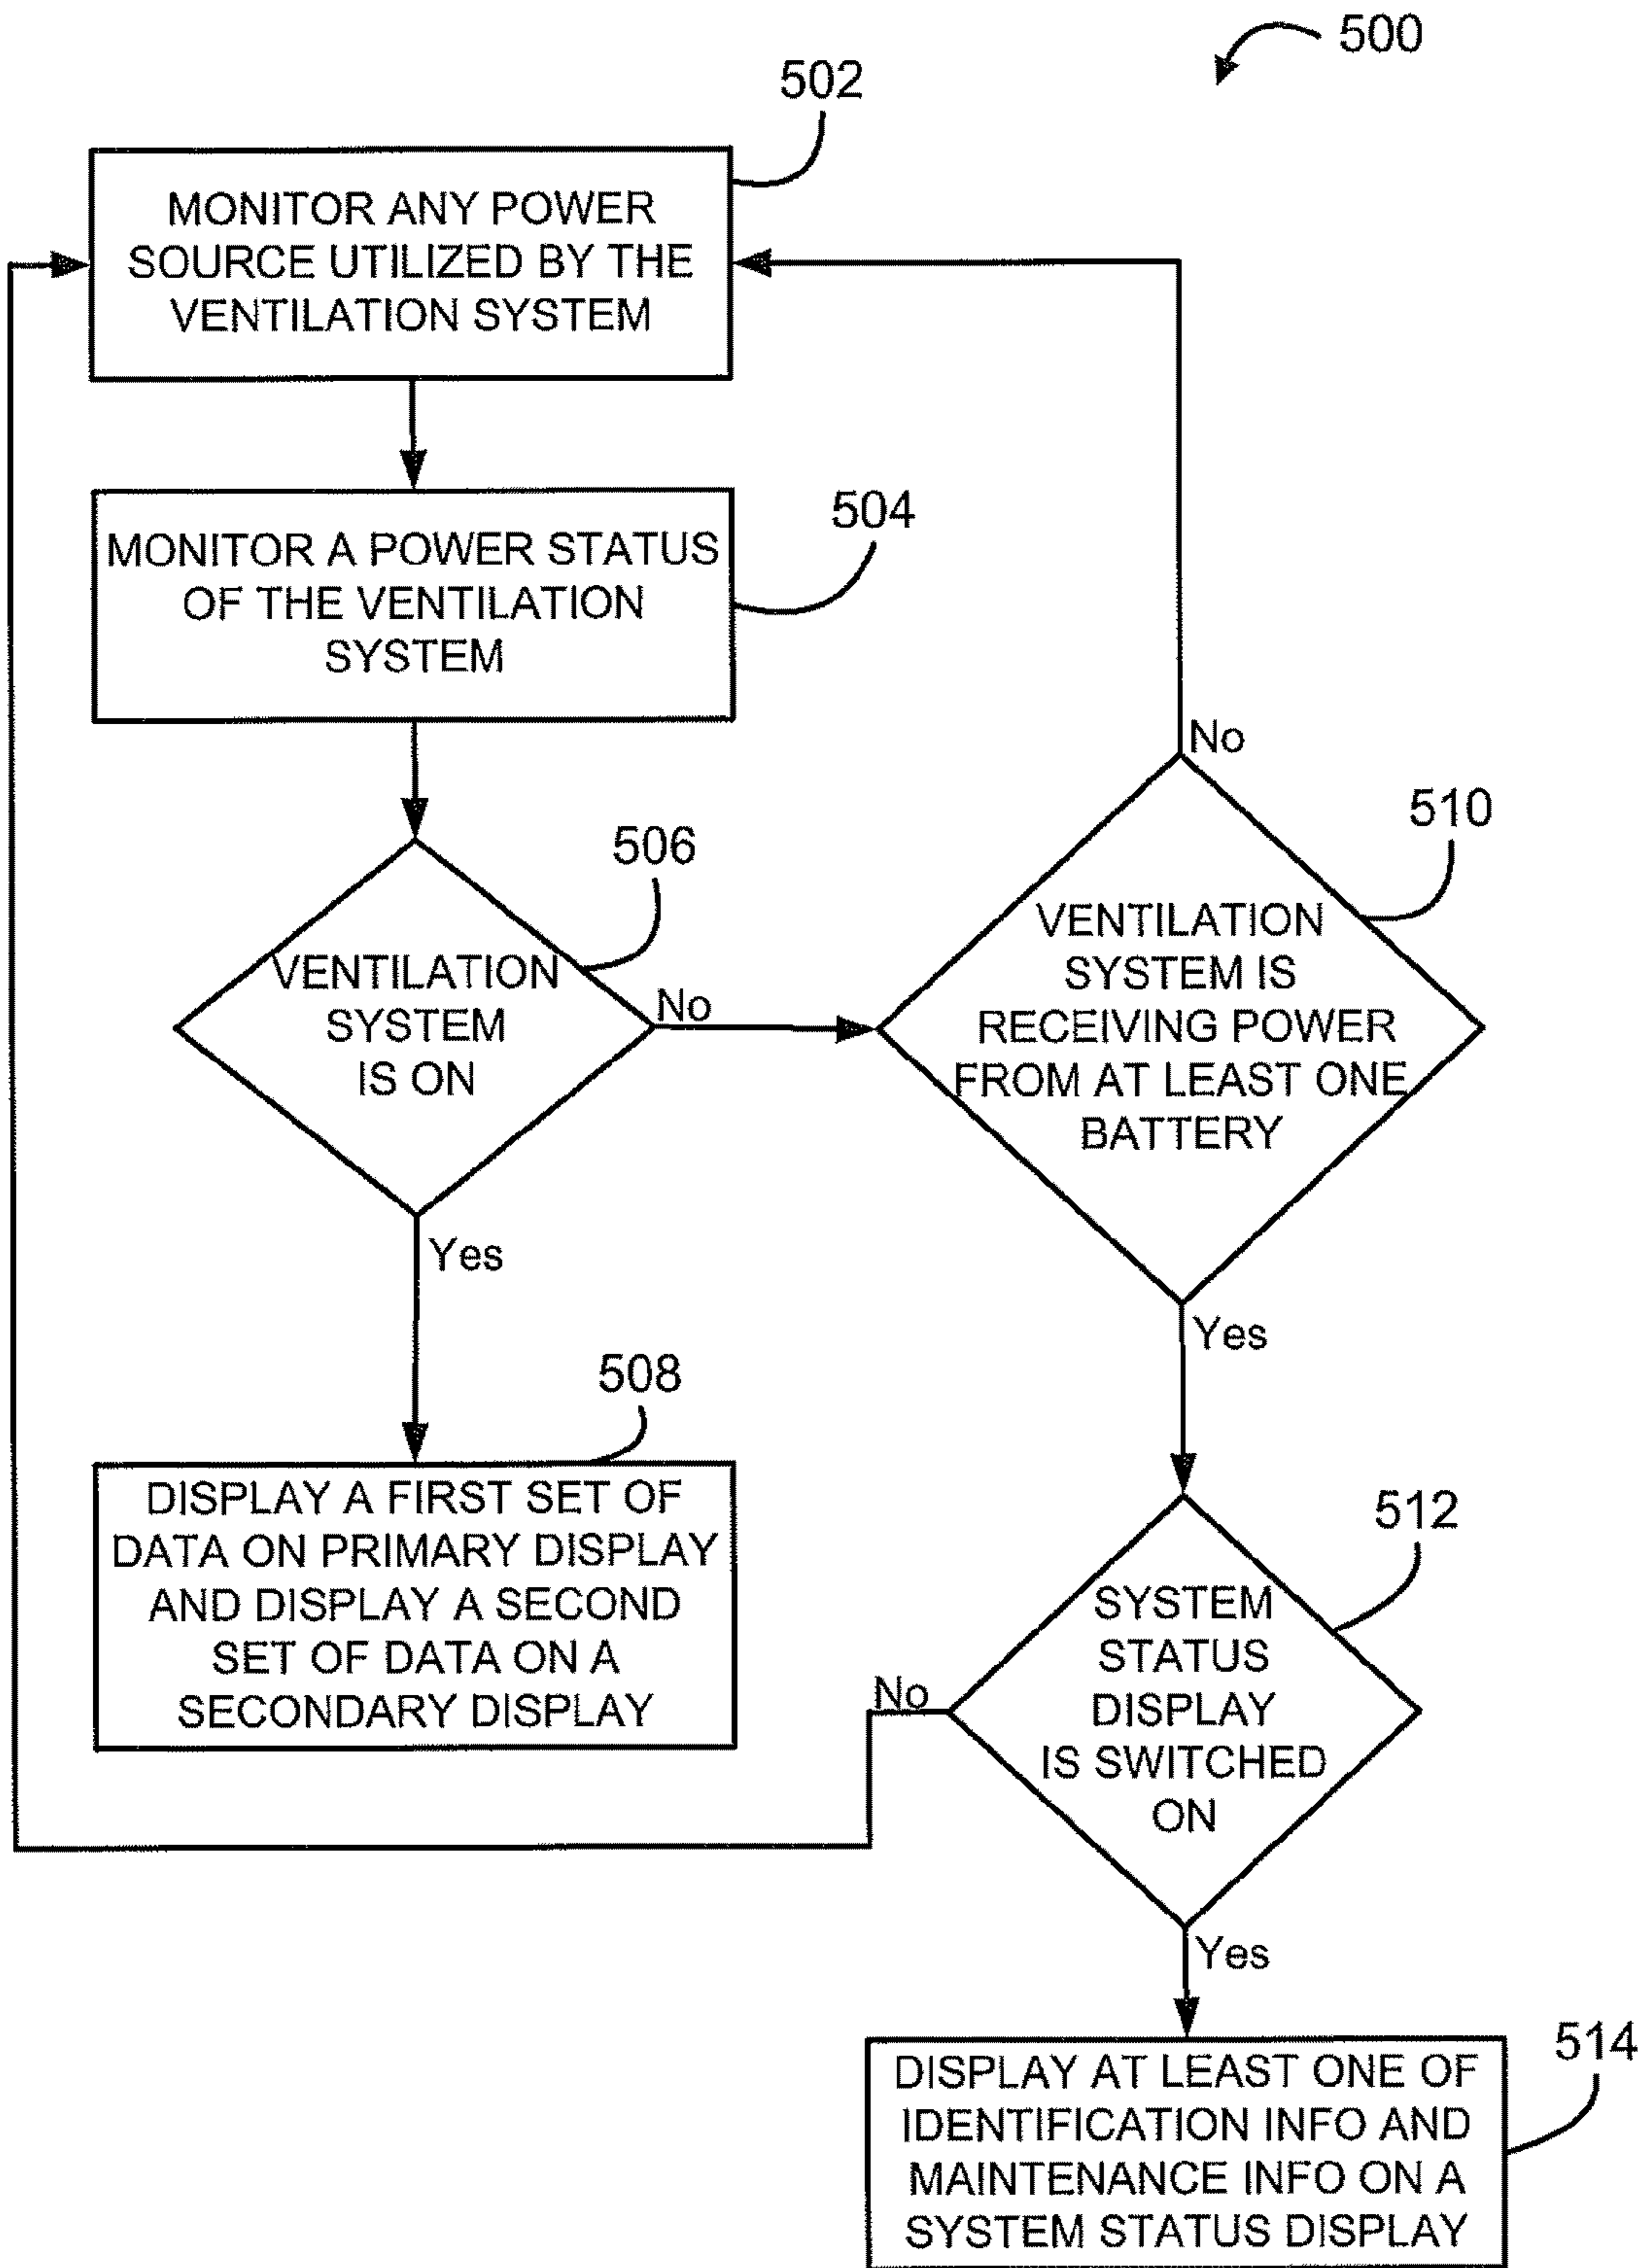 500
502
MONITOR ANY POWER
SOURCE UTILIZED BY THE
VENTILATION SYSTEM
504
MONITOR A POWER STATUS
OF THE VENTILATION
SYSTEM
506
VENTILATION
SYSTEM
IS ON
No
Yes
508
DISPLAY A FIRST SET OF
DATA ON PRIMARY DISPLAY
AND DISPLAY A SECOND
SET OF DATA ON A
SECONDARY DISPLAY
No
510
VENTILATION
SYSTEM IS
RECEIVING POWER
FROM AT LEAST ONE
BATTERY
Yes
512
SYSTEM
STATUS
DISPLAY
IS SWITCHED
ON
No
Yes
514
DISPLAY AT LEAST ONE OF
IDENTIFICATION INFO AND
MAINTENANCE INFO ON A
SYSTEM STATUS DISPLAY